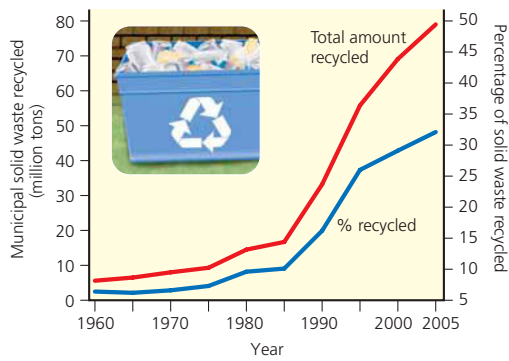 80
70
60
50
40
30
20
10
0
Municipal solid waste recycled
(million tons)
Total amount
recycled
% recycled
50
45
40
35
30
25
20
15
10
5
Percentage of solid waste recycled
1960 1970 1980 1990 2000 2005
Year